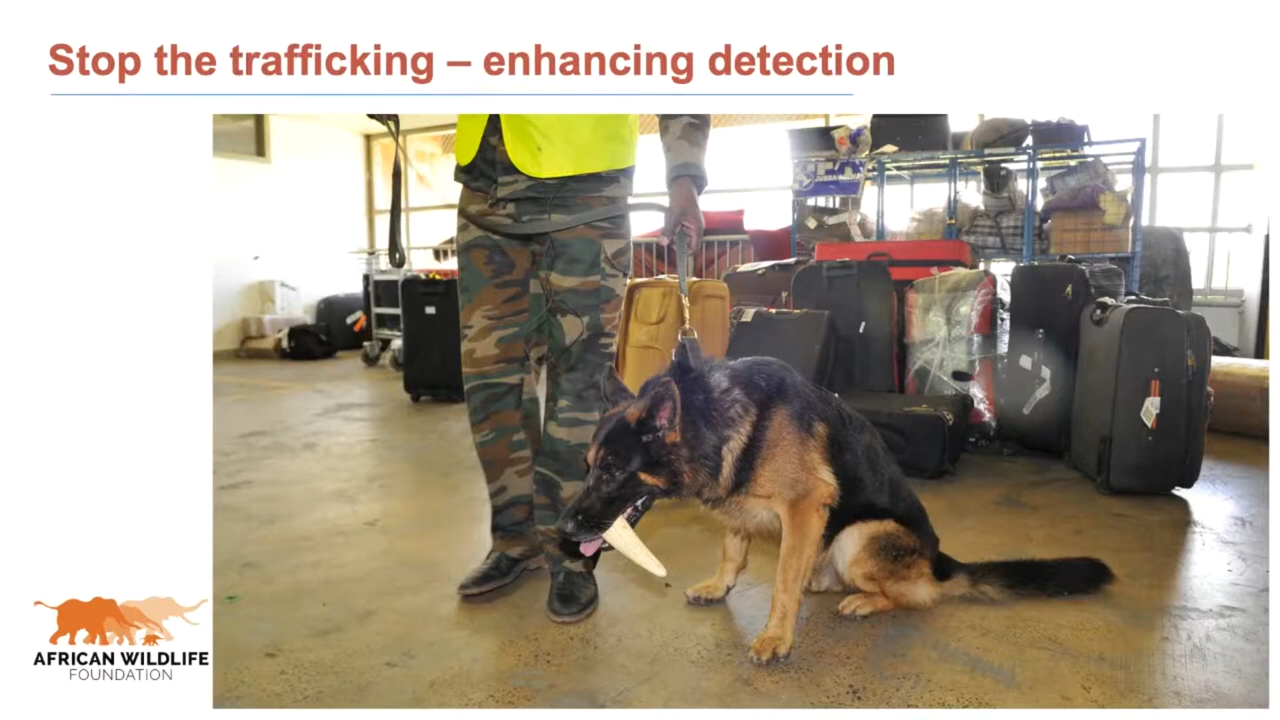 Stop the trafficking – enhancing detection
AFRICAN WILDLIFE
FOUNDATION